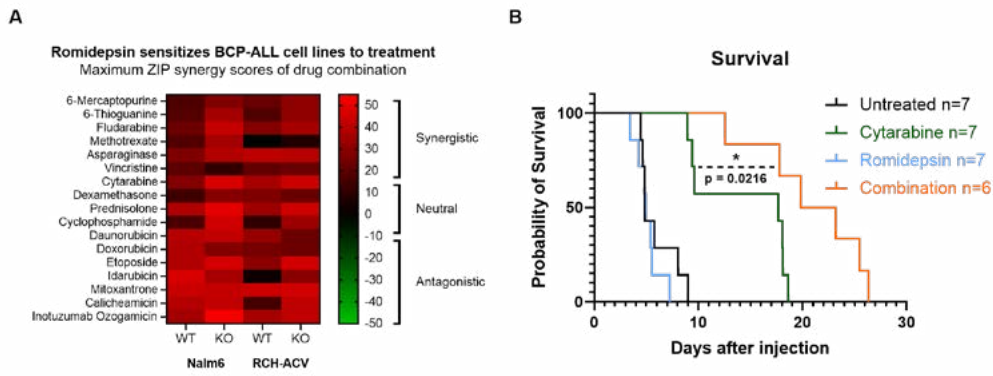 A
Romidepsin sensitizes BCP-ALL cell lines to treatment
Maximum ZIP synergy scores of drug combination
6-Mercaptopurine
6-Thioguanine
Fludarabine
Methotrexate
Asparaginase
Vincristine
Cytarabine
Dexamethasone
Prednisolone
Cyclophosphamide
Daunorubicin
Doxorubicin
Etoposide
Idarubicin
Mitoxantrone
Calicheamicin
Inotuzumab Ozogamicin
WT KO WT KO
Nalm6 RCH-ACV
50
40
30
20
10
0
-10
-20
-30
-40
-50
Synergistic
Neutral
Antagonistic
B
Survival
Probability of Survival
100
50
0
0 10 20 30
Days after injection
*
p = 0.0216
Untreated n=7
Cytarabine n=7
Romidepsin n=7
Combination n=6